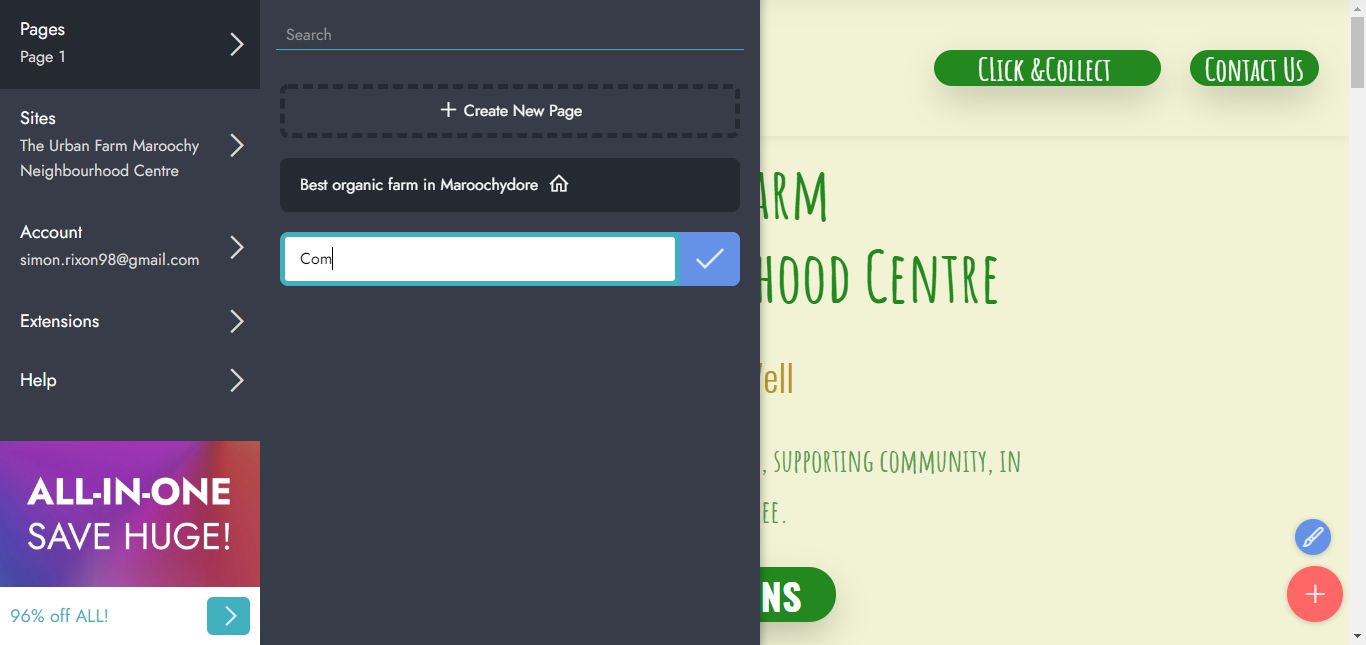 Pages
Page 1
Sites
The Urban Farm Maroochy
Neighbourhood Centre
Account
simon.rixon98@gmail.com
Extensions
Help
ALL-IN-ONE
SAVE HUGE!
96% off ALL!
Search
Create New Page
Best organic farm in Maroochydore
Com
CLick &Collect
Contact Us
ARM
HOOD CENTRE
ell
, SUPPORTING COMMUNITY, IN
EE.
NS